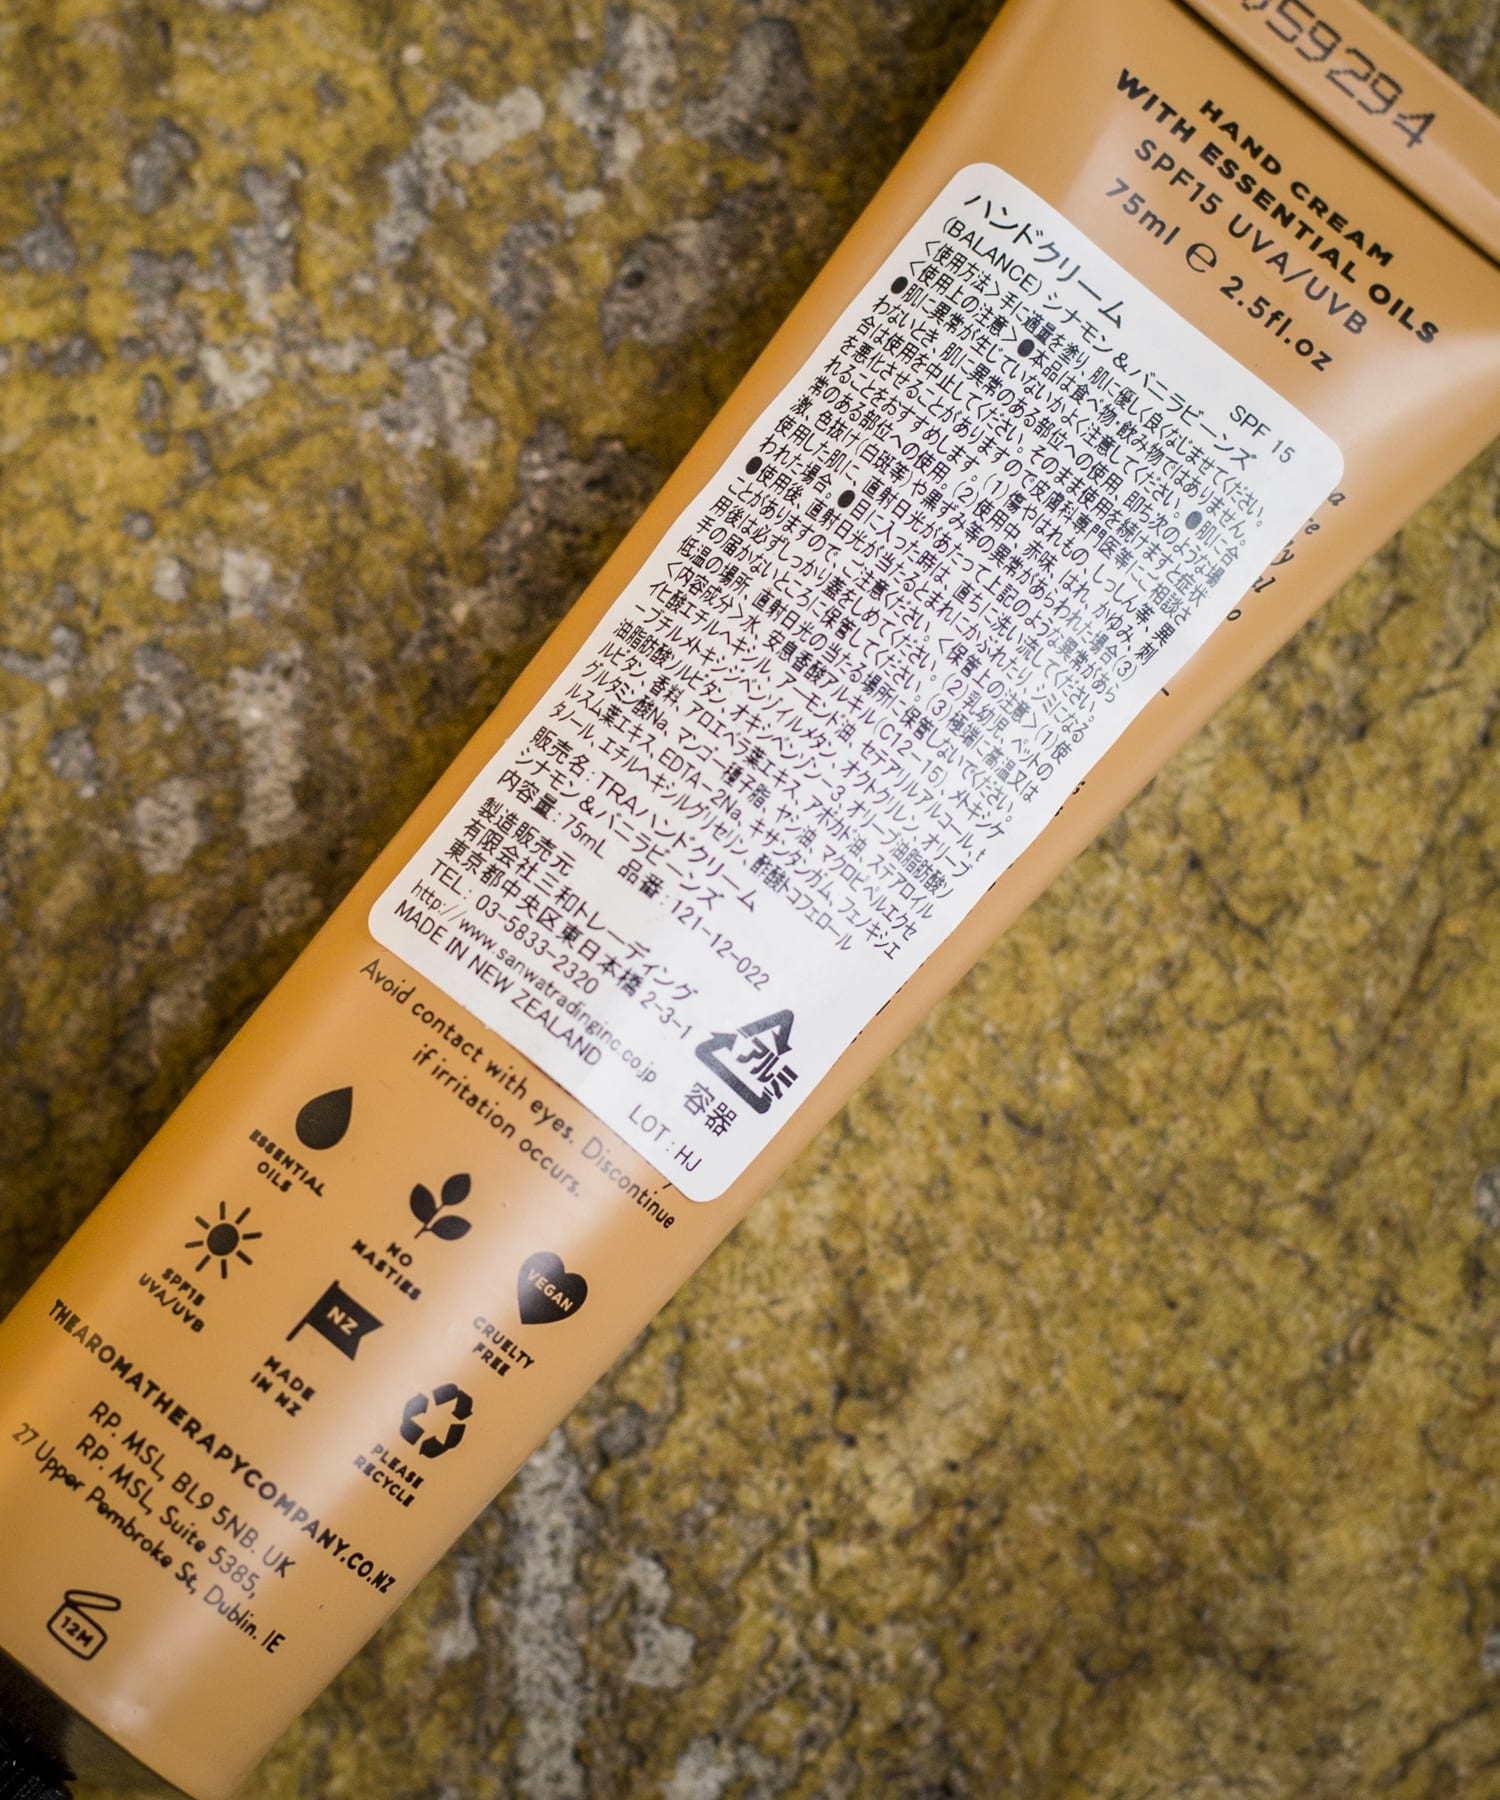 059294
HAND CREAM
WITH ESSENTIAL OILS
SPF15 UVA/UVB
75ml ℮ 2.5fl.oz
ハンドクリーム
(BALANCE) シナモン&バニラビーンズ SPF 15
<使用方法>手に適量を塗り、肌に優しく良くなじませてください。
<使用上の注意>●本品は食べ物・飲み物ではありません。
●肌に異常が生じていないかよく注意してください。●肌に合
わないとき、肌に異常のある部位への使用、即ち次のような場
合は使用を中止してください。そのまま使用を続けますと症状
を悪化させることがありますので皮膚科専門医等にご相談さ
れることをおすすめします。(1)傷やはれもの、しっしん等、異
常のある部位への使用。(2)使用中、赤味、はれ、かゆみ、刺
激、色抜け(白斑等)や黒ずみ等の異常があらわれた場合(3)
使用した肌に、直射日光があたって上記のような異常があら
われた場合。●目に入った時は、直ちに洗い流してください。
●使用後、直射日光が当たるとまれにかぶれたり、シミになる
ことがありますので、ご注意ください。<保管上の注意>(1)使
用後は必ずしっかり蓋をしめてください。(2)乳幼児、ペットの
手の届かないところに保管してください。(3)極端に高温又は
低温の場所、直射日光の当たる場所に保管しないでください。
<内容成分>水、安息香酸アルキル(C12-15)、メトキシケ
イヒ酸エチルヘキシル、アーモンド油、セテアリルアルコール、t
-ブチルメトキシジベンゾイルメタン、オクトクリレン、オリーブ
油脂肪酸ソルビタン、オキシベンゾン-3、オリーブ油脂肪酸ソ
ルビタン、香料、アロエベラ葉エキス、アボカド油、ステアロイル
グルタミン酸Na、マンゴー種子脂、ヤシ油、マクロピペルエクセ
ルスム葉エキス、EDTA-2Na、キサンタンガム、フェノキシエ
タノール、エチルヘキシルグリセリン、酢酸トコフェロール
販売名:TRAハンドクリーム
シナモン&バニラビーンズ
内容量:75mL 品番:121-12-022
製造販売元
有限会社三和トレーディング
東京都中央区東日本橋 2-3-1
TEL: 03-5833-2320
http://www.sanwatradinginc.co.jp
MADE IN NEW ZEALAND
アルミ
容器
LOT:HJ
Avoid contact with eyes. Discontinue
if irritation occurs.
ESSENTIAL
OILS
NO
NASTIES
VEGAN
CRUELTY
FREE
SPF15
UVA/UVB
NZ
MADE
IN NZ
PLEASE
RECYCLE
THEAROMATHERAPYCOMPANY.CO.NZ
RP. MSL, BL9 5NB. UK
RP. MSL, Suite 5385,
27 Upper Pembroke St, Dublin. IE
12M